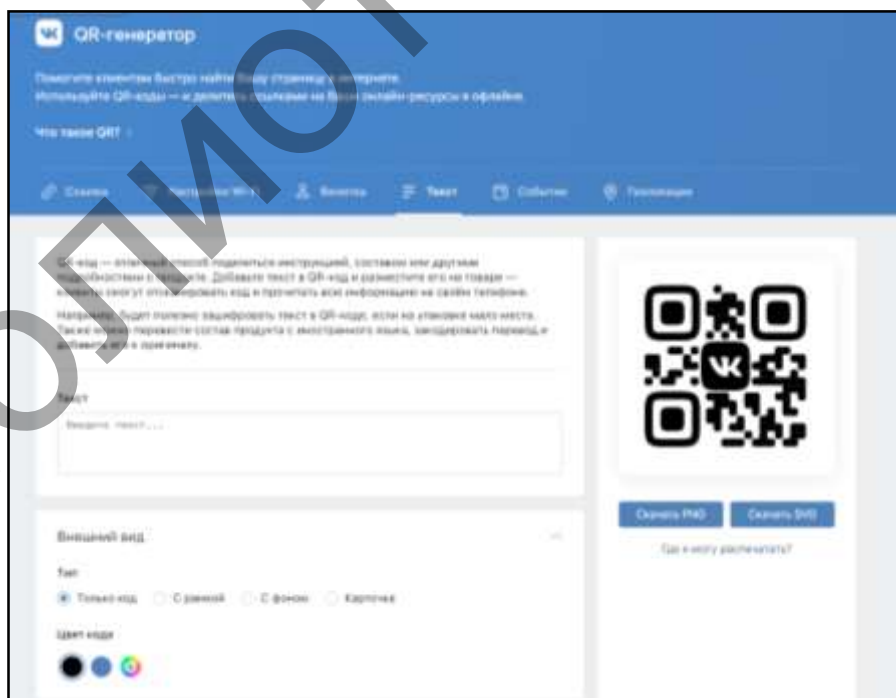 QR-генератор
Помогите клиентам быстро найти Вашу страницу в интернете.
Используйте QR-коды — и делитесь ссылками на Ваши онлайн-ресурсы в офлайне.
Что такое QR?
Ссылка Настройки Wi-Fi Визитка Текст Событие Геолокация
QR-код — отличный способ поделиться инструкцией, составом или другими
подробностями о продукте. Добавьте текст в QR-код и разместите его на товаре —
клиенты смогут отсканировать код и прочитать всю информацию на своём телефоне.
Например, будет полезно зашифровать текст в QR-коде, если на упаковке мало места.
Также можно перевести состав продукта с иностранного языка, закодировать перевод и
добавить его к оригиналу.
Текст
Введите текст...
Внешний вид
Тип
Только код С рамкой С фоном Карточка
Цвет кода
Скачать PNG Скачать SVG
Где я могу распечатать?
ОЛИОТ